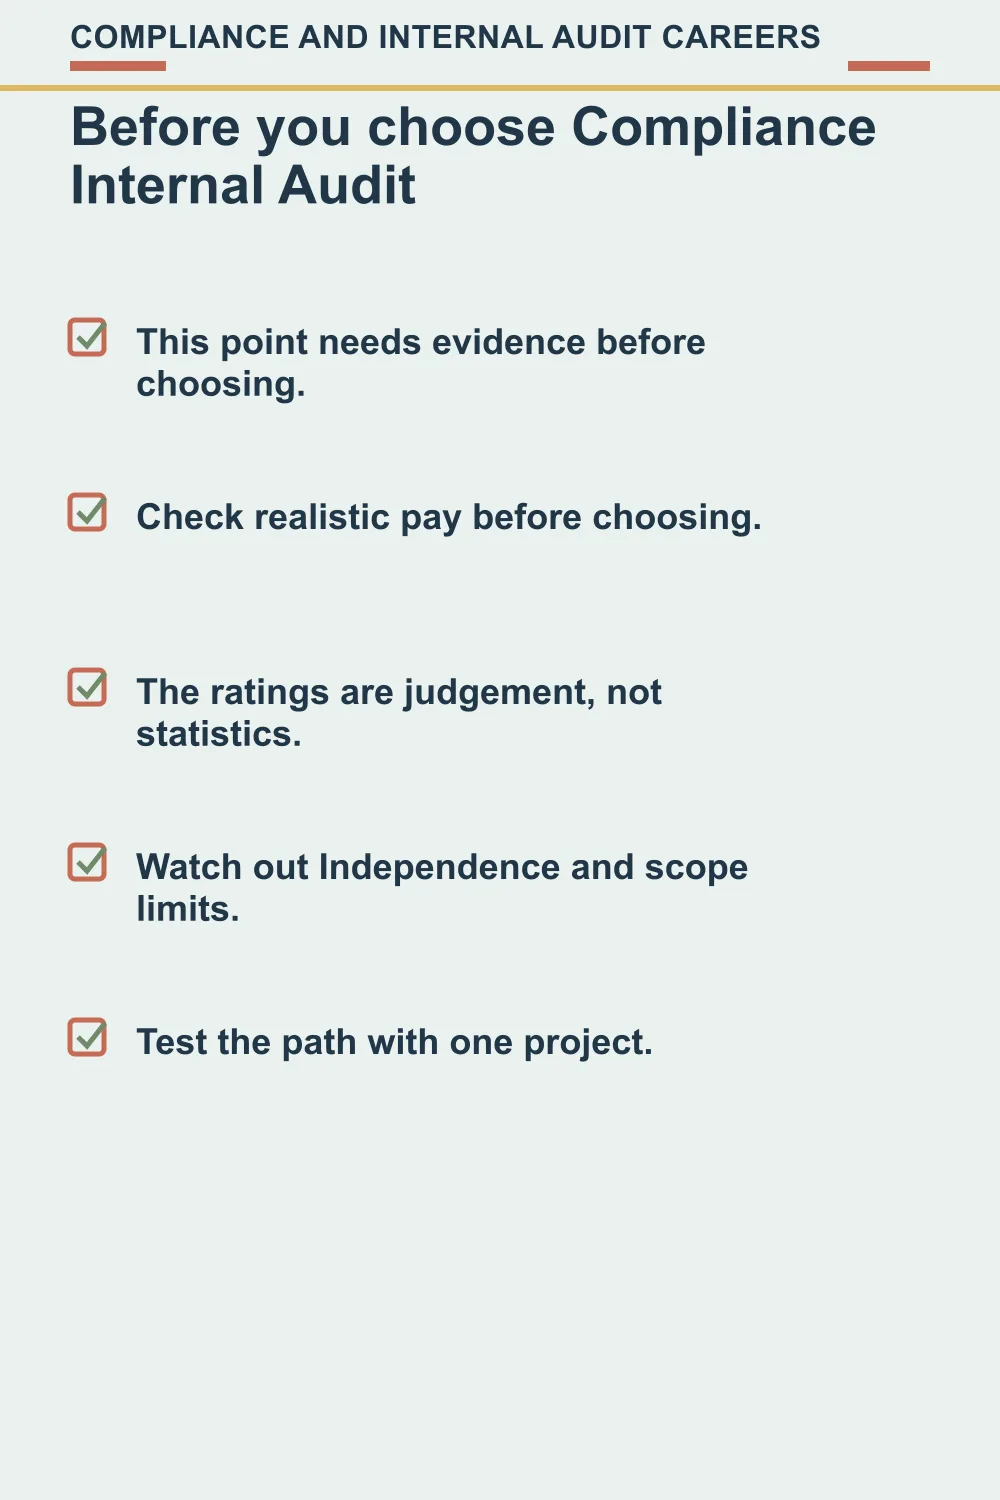 COMPLIANCE AND INTERNAL AUDIT CAREERS
Before you choose Compliance
Internal Audit
This point needs evidence before
choosing.
Check realistic pay before choosing.
The ratings are judgement, not
statistics.
Watch out Independence and scope
limits.
Test the path with one project.